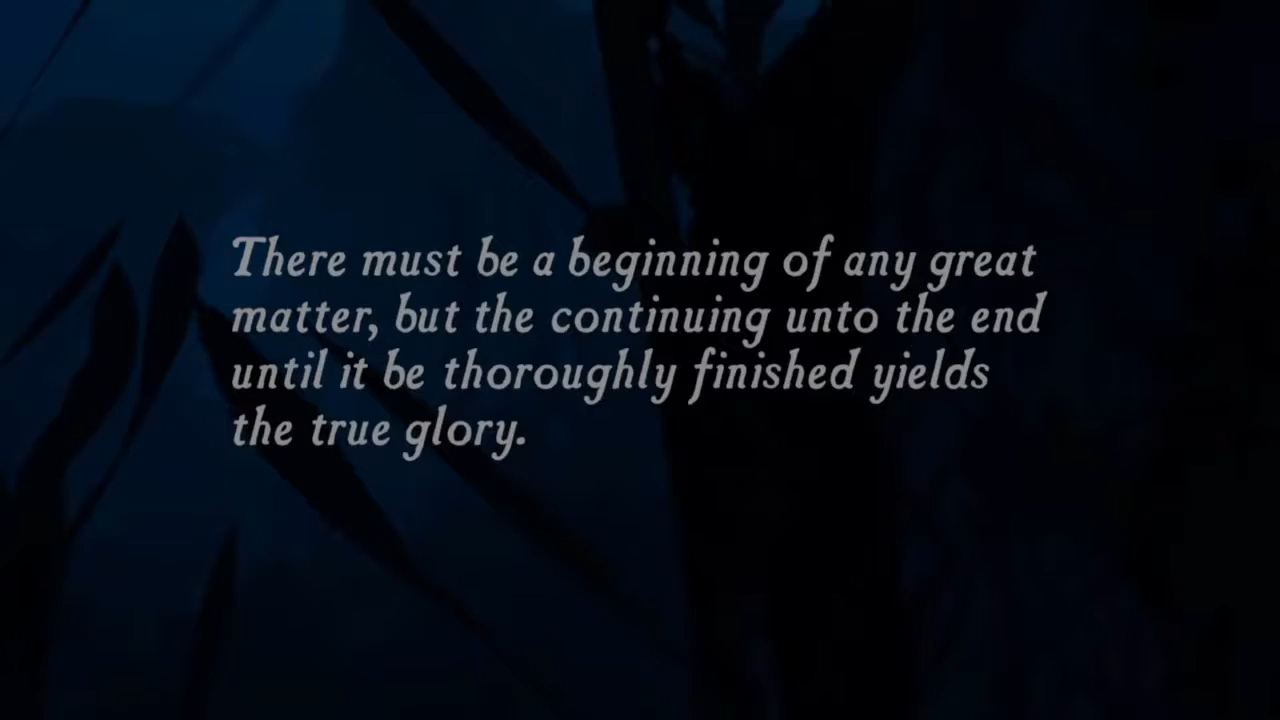 There must be a beginning of any great
matter, but the continuing unto the end
until it be thoroughly finished yields
the true glory.